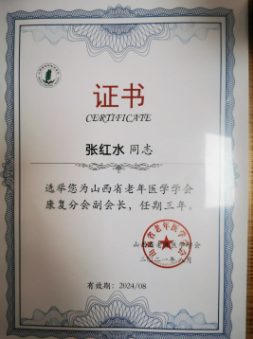 证书
CERTIFICATE
张红水 同志
选举您为山西省老年医学学会
康复分会副会长，任期三年。
有效期：2024/08